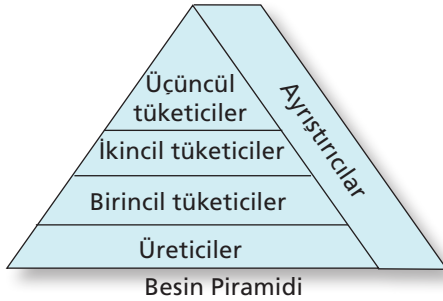 Üçüncül
tüketiciler
Ayrıştırıcılar
İkincil tüketiciler
Birincil tüketiciler
Üreticiler
Besin Piramidi